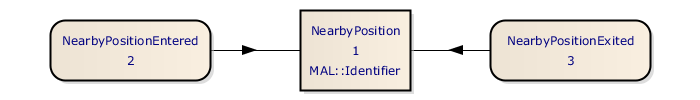 NearbyPositionEntered
2
NearbyPosition
1
MAL::Identifier
NearbyPositionExited
3